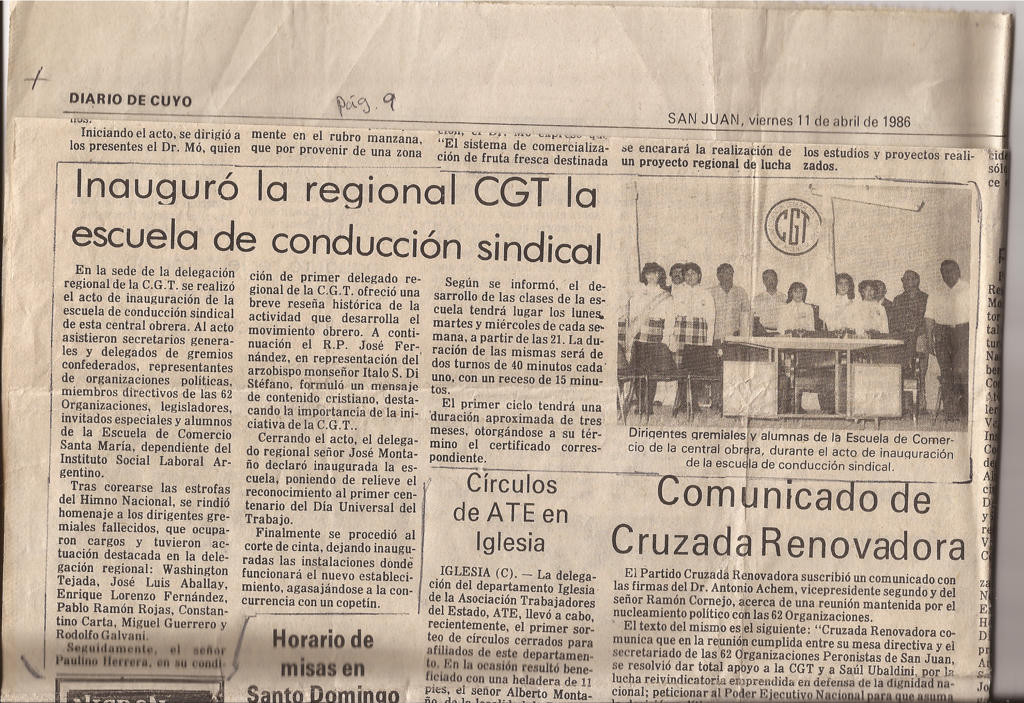 DIARIO DE CUYO
pág. 9
SAN JUAN, viernes 11 de abril de 1986
Iniciando el acto, se dirigió a
los presentes el Dr. Mó, quien
mente en el rubro manzana,
que por provenir de una zona
"El sistema de comercializa-
ción de fruta fresca destinada
se encarará la realización de
un proyecto regional de lucha
los estudios y proyectos reali-
zados.
Inauguró la regional CGT la
escuela de conducción sindical
En la sede de la delegación
regional de la C.G.T. se realizó
el acto de inauguración de la
escuela de conducción sindical
de esta central obrera. Al acto
asistieron secretarios genera-
les y delegados de gremios
confederados, representantes
de organizaciones políticas,
miembros directivos de las 62
Organizaciones, legisladores,
invitados especiales y alumnos
de la Escuela de Comercio
Santa María, dependiente del
Instituto Social Laboral Ar-
gentino.
Tras corearse las estrofas
del Himno Nacional, se rindió
homenaje a los dirigentes gre-
miales fallecidos, que ocupa-
ron cargos y tuvieron ac-
tuación destacada en la dele-
gación regional: Washington
Tejada, José Luis Aballay,
Enrique Lorenzo Fernández,
Pablo Ramón Rojas, Constan-
tino Carta, Miguel Guerrero y
Rodolfo Galvani.
Seguidamente, el señor
Paulino Herrera, en su condi-
ción de primer delegado re-
gional de la C.G.T. ofreció una
breve reseña histórica de la
actividad que desarrolla el
movimiento obrero. A conti-
nuación el R.P. José Fer-
nández, en representación del
arzobispo monseñor Italo S. Di
Stéfano, formuló un mensaje
de contenido cristiano, desta-
cando la importancia de la ini-
ciativa de la C.G.T..
Cerrando el acto, el delega-
do regional señor José Monta-
ño declaró inaugurada la es-
cuela, poniendo de relieve el
reconocimiento al primer cen-
tenario del Día Universal del
Trabajo.
Finalmente se procedió al
corte de cinta, dejando inaugu-
radas las instalaciones donde
funcionará el nuevo estableci-
miento, agasajándose a la con-
currencia con un copetín.
Según se informó, el de-
sarrollo de las clases de la es-
cuela tendrá lugar los lunes,
martes y miércoles de cada se-
mana, a partir de las 21. La du-
ración de las mismas será de
dos turnos de 40 minutos cada
uno, con un receso de 15 minu-
tos.
El primer ciclo tendrá una
duración aproximada de tres
meses, otorgándose a su tér-
mino el certificado corres-
pondiente.
CGT
Dirigentes gremiales y alumnas de la Escuela de Comer-
cio de la central obrera, durante el acto de inauguración
de la escuela de conducción sindical.
Horario de
misas en
Santo Domingo
Círculos
de ATE en
Iglesia
IGLESIA (C). — La delega-
ción del departamento Iglesia
de la Asociación Trabajadores
del Estado, ATE, llevó a cabo,
recientemente, el primer sor-
teo de círculos cerrados para
afiliados de este departamen-
to. En la ocasión resultó bene-
ficiado con una heladera de 11
pies, el señor Alberto Monta-
Comunicado de
Cruzada Renovadora
El Partido Cruzada Renovadora suscribió un comunicado con
las firmas del Dr. Antonio Achem, vicepresidente segundo y del
señor Ramón Cornejo, acerca de una reunión mantenida por el
nucleamiento político con las 62 Organizaciones.
El texto del mismo es el siguiente: "Cruzada Renovadora co-
munica que en la reunión cumplida entre su mesa directiva y el
secretariado de las 62 Organizaciones Peronistas de San Juan,
se resolvió dar total apoyo a la CGT y a Saúl Ubaldini, por la
lucha reivindicatoria emprendida en defensa de la dignidad na-
cional; peticionar al Poder Ejecutivo Nacional para que asuma